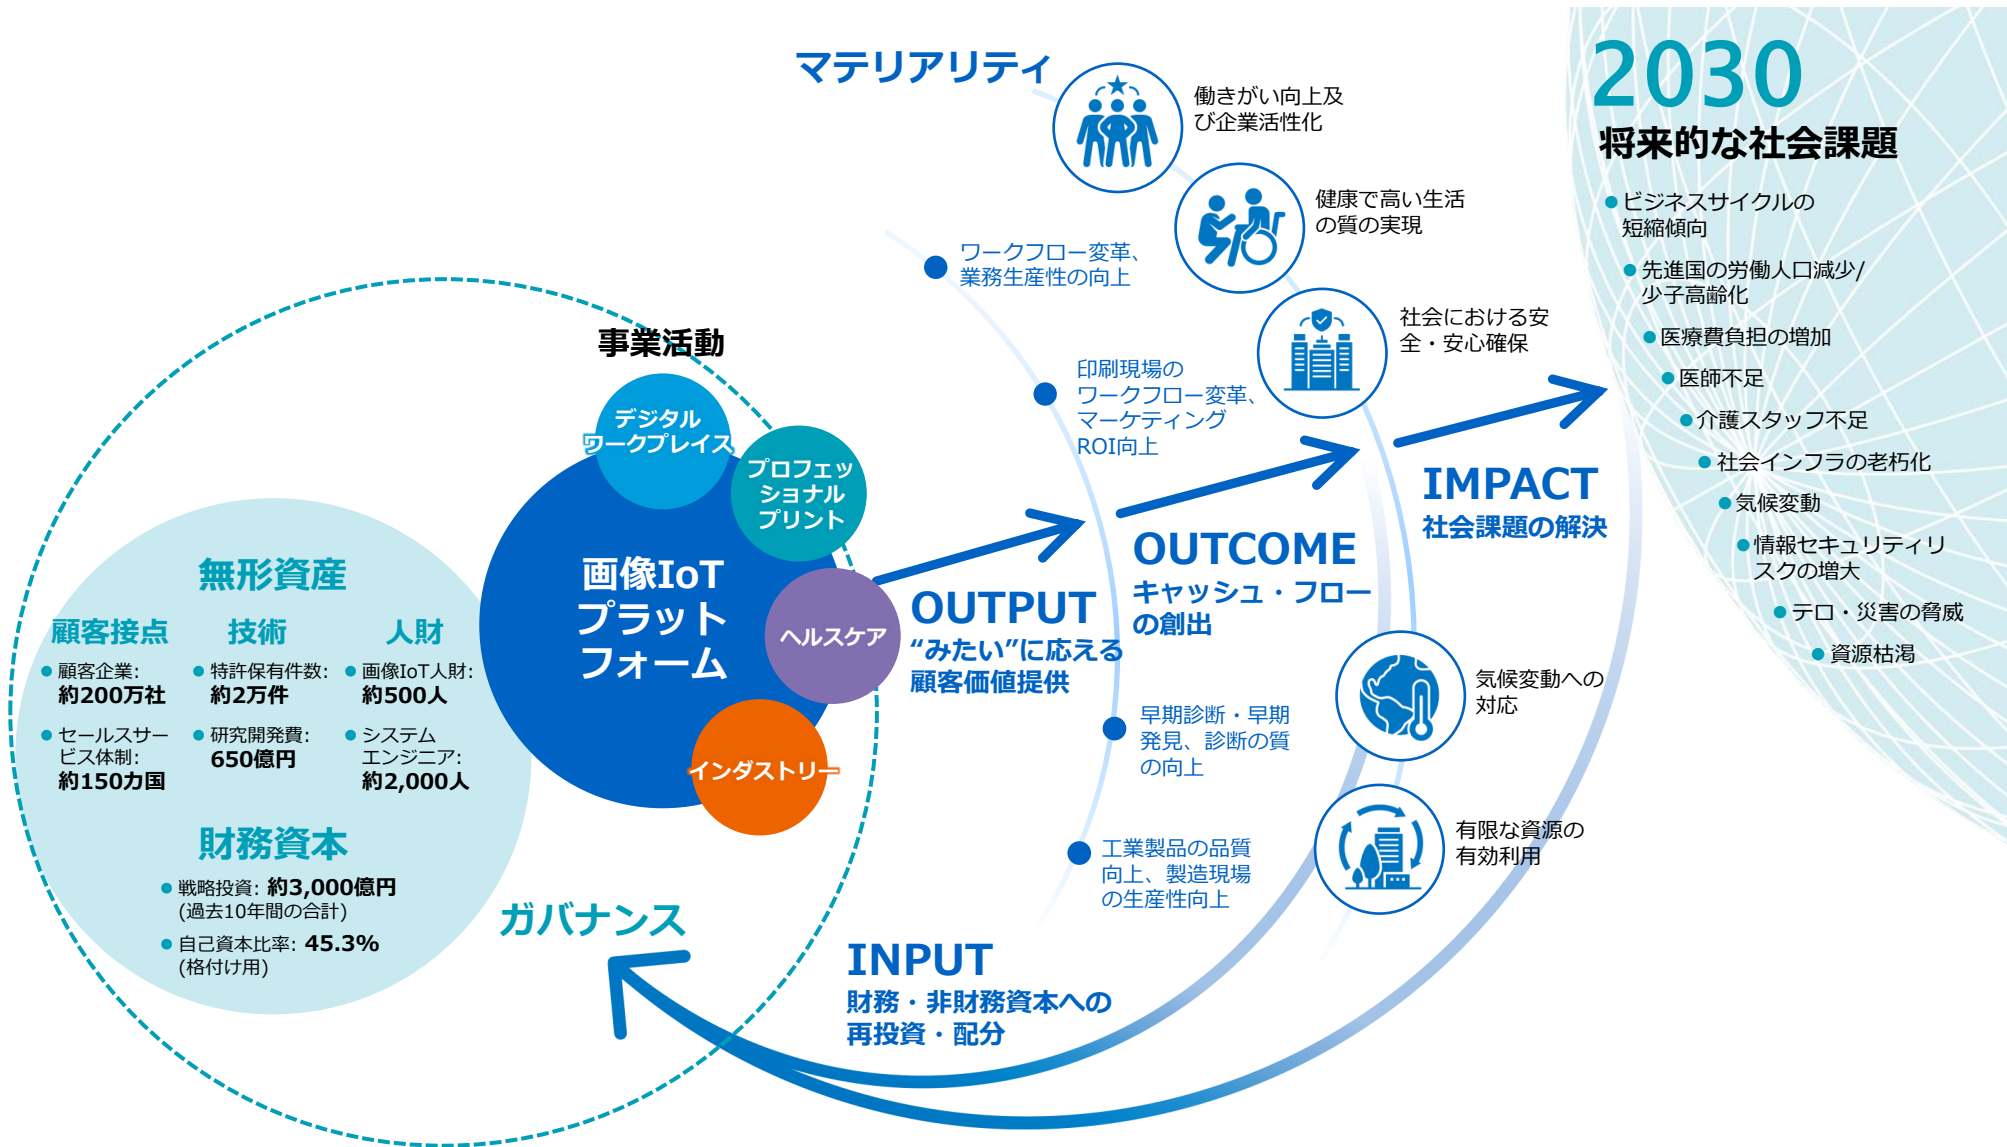 マテリアリティ
働きがい向上及
び企業活性化
健康で高い生活
の質の実現
社会における安
全・安心確保
気候変動への
対応
有限な資源の
有効利用
2030
将来的な社会課題
ビジネスサイクルの
短縮傾向
先進国の労働人口減少/
少子高齢化
医療費負担の増加
医師不足
介護スタッフ不足
社会インフラの老朽化
気候変動
情報セキュリティリ
スクの増大
テロ・災害の脅威
資源枯渇
ワークフロー変革、
業務生産性の向上
印刷現場の
ワークフロー変革、
マーケティング
ROI向上
早期診断・早期
発見、診断の質
の向上
工業製品の品質
向上、製造現場
の生産性向上
事業活動
デジタル
ワークプレイス
プロフェッ
ショナル
プリント
ヘルスケア
インダストリー
画像IoT
プラット
フォーム
無形資産
顧客接点
顧客企業:
約200万社
セールスサー
ビス体制:
約150カ国
技術
特許保有件数:
約2万件
研究開発費:
650億円
人財
画像IoT人財:
約500人
システム
エンジニア:
約2,000人
財務資本
戦略投資: 約3,000億円
(過去10年間の合計)
自己資本比率: 45.3%
(格付け用)
ガバナンス
OUTPUT
“みたい”に応える
顧客価値提供
OUTCOME
キャッシュ・フロー
の創出
IMPACT
社会課題の解決
INPUT
財務・非財務資本への
再投資・配分